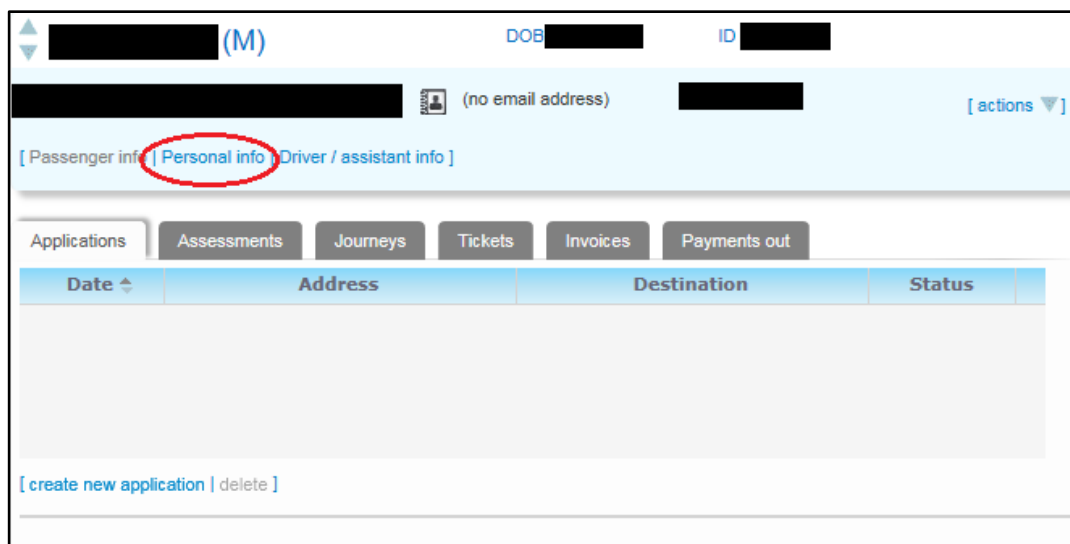 (M) DOB ID
(no email address) [ actions ]
[ Passenger info | Personal info | Driver / assistant info ]
Applications Assessments Journeys Tickets Invoices Payments out
Date Address Destination Status
[ create new application | delete ]